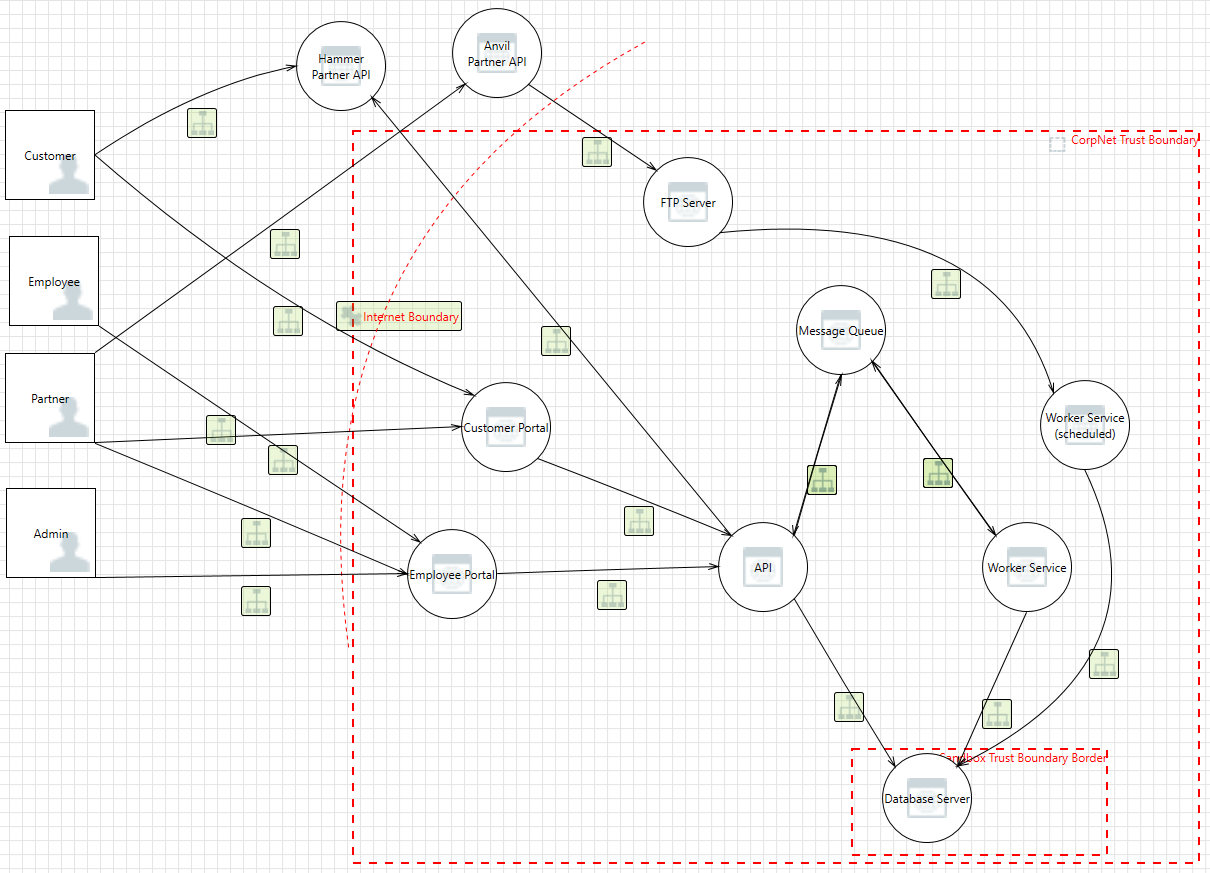 Anvil
Partner API
Hammer
Partner API
CorpNet Trust Boundary
Customer
FTP Server
Employee
Internet Boundary
Message Queue
Partner
Customer Portal
Worker Service
(scheduled)
Admin
Employee Portal
API
Worker Service
Sandbox Trust Boundary Border
Database Server